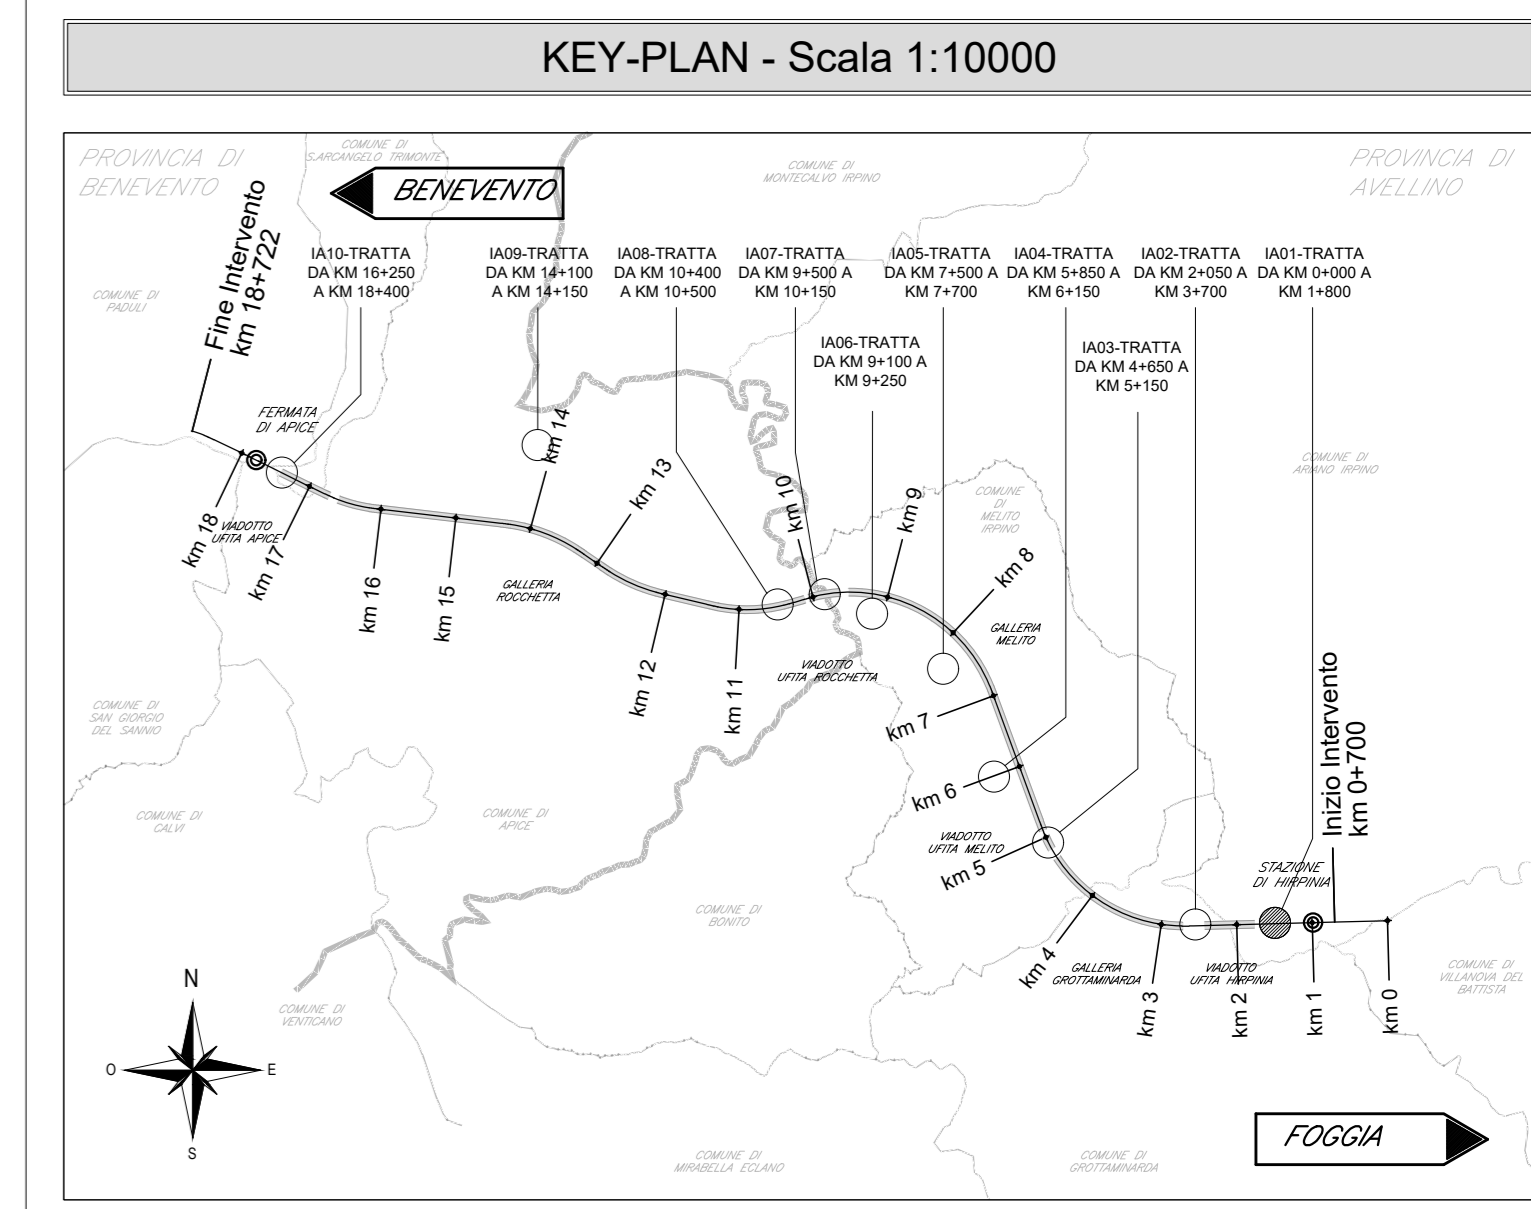 KEY-PLAN - Scala 1:10000
PROVINCIA DI
BENEVENTO
COMUNE DI
S.ARCANGELO TRIMONTE
BENEVENTO
COMUNE DI
MONTECALVO IRPINO
PROVINCIA DI
AVELLINO
Fine Intervento
km 18+722
IA10-TRATTA
DA KM 16+250
A KM 18+400
IA09-TRATTA
DA KM 14+100
A KM 14+150
IA08-TRATTA
DA KM 10+400
A KM 10+500
IA07-TRATTA
DA KM 9+500 A
KM 10+150
IA05-TRATTA
DA KM 7+500 A
KM 7+700
IA04-TRATTA
DA KM 5+850 A
KM 6+150
IA02-TRATTA
DA KM 2+050 A
KM 3+700
IA01-TRATTA
DA KM 0+000 A
KM 1+800
COMUNE DI
PADULI
IA06-TRATTA
DA KM 9+100 A
KM 9+250
IA03-TRATTA
DA KM 4+650 A
KM 5+150
FERMATA
DI APICE
km 14
km 13
COMUNE DI
ARIANO IRPINO
km 10
km 9
COMUNE
DI
MELITO
IRPINO
km 18
VIADOTTO
UFITA APICE
km 17
km 16
km 15
GALLERIA
ROCCHETTA
km 8
GALLERIA
MELITO
km 12
km 11
VIADOTTO
UFITA ROCCHETTA
km 7
COMUNE DI
SAN GIORGIO
DEL SANNIO
Inizio Intervento
km 0+700
km 6
COMUNE DI
CALVI
COMUNE DI
APICE
VIADOTTO
UFITA MELITO
km 5
STAZIONE
DI HIRPINIA
COMUNE DI
BONITO
km 4
GALLERIA
GROTTAMINARDA
km 3
VIADOTTO
UFITA HIRPINIA
km 2
km 1
km 0
COMUNE DI
VILLANOVA DEL
BATTISTA
N
O
E
S
COMUNE DI
VENTICANO
FOGGIA
COMUNE DI
MIRABELLA ECLANO
COMUNE DI
GROTTAMINARDA